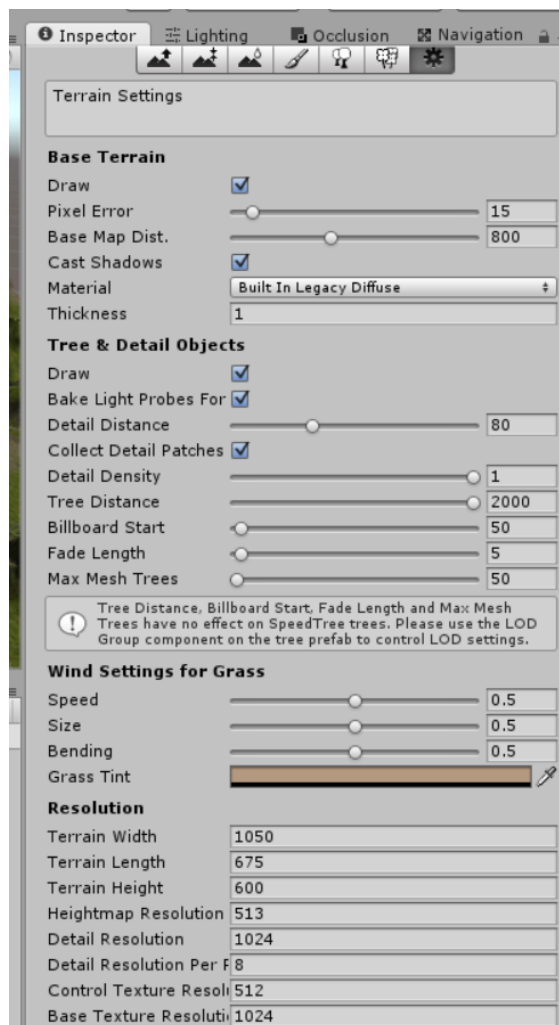 Inspector Lighting Occlusion Navigation
Terrain Settings
Base Terrain
Draw
Pixel Error 15
Base Map Dist. 800
Cast Shadows
Material Built In Legacy Diffuse
Thickness 1
Tree & Detail Objects
Draw
Bake Light Probes For
Detail Distance 80
Collect Detail Patches
Detail Density 1
Tree Distance 2000
Billboard Start 50
Fade Length 5
Max Mesh Trees 50
Tree Distance, Billboard Start, Fade Length and Max Mesh
Trees have no effect on SpeedTree trees. Please use the LOD
Group component on the tree prefab to control LOD settings.
Wind Settings for Grass
Speed 0.5
Size 0.5
Bending 0.5
Grass Tint
Resolution
Terrain Width 1050
Terrain Length 675
Terrain Height 600
Heightmap Resolution 513
Detail Resolution 1024
Detail Resolution Per 8
Control Texture Resol 512
Base Texture Resoluti 1024